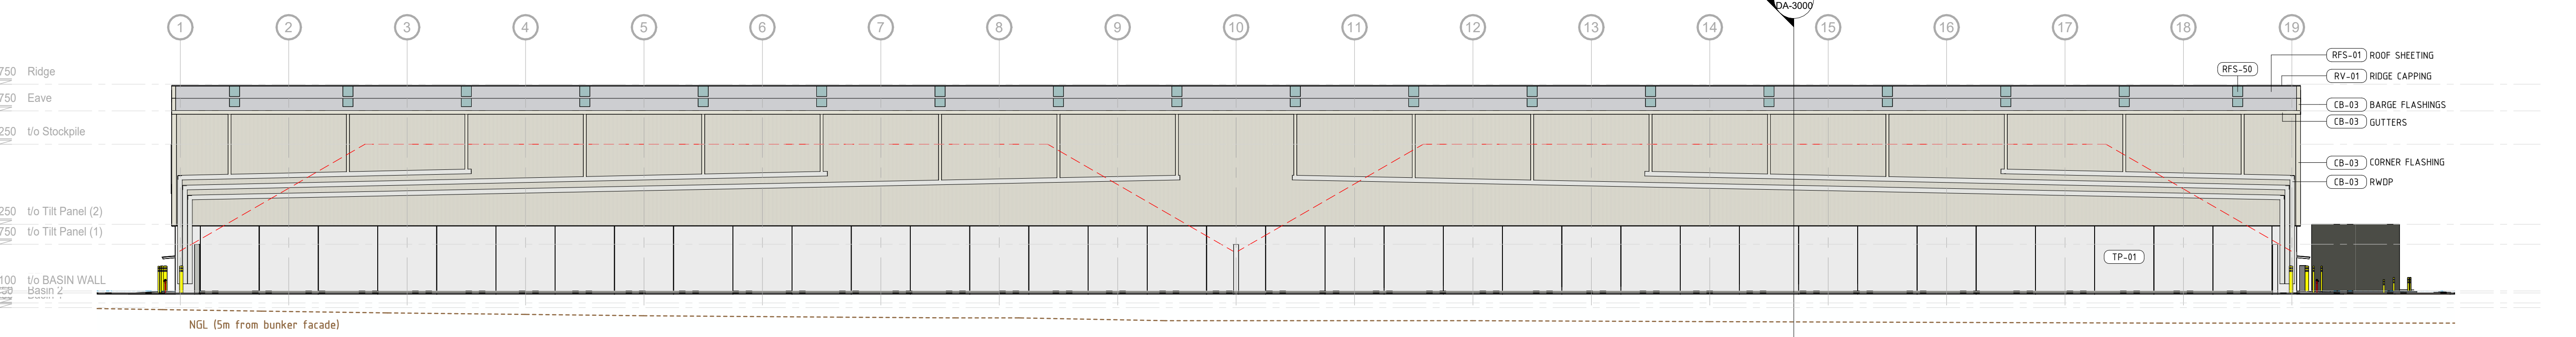 1 2 3 4 5 6 7 8 9 10 11 12 13 14 15 16 17 18 19
DA-3000
RFS-01 ROOF SHEETING
750 Ridge
RFS-50
RV-01 RIDGE CAPPING
750 Eave
CB-03 BARGE FLASHINGS
CB-03 GUTTERS
250 t/o Stockpile
CB-03 CORNER FLASHING
CB-03 RWDP
250 t/o Tilt Panel (2)
750 t/o Tilt Panel (1)
TP-01
100 t/o BASIN WALL
Basin 2
NGL (5m from bunker facade)